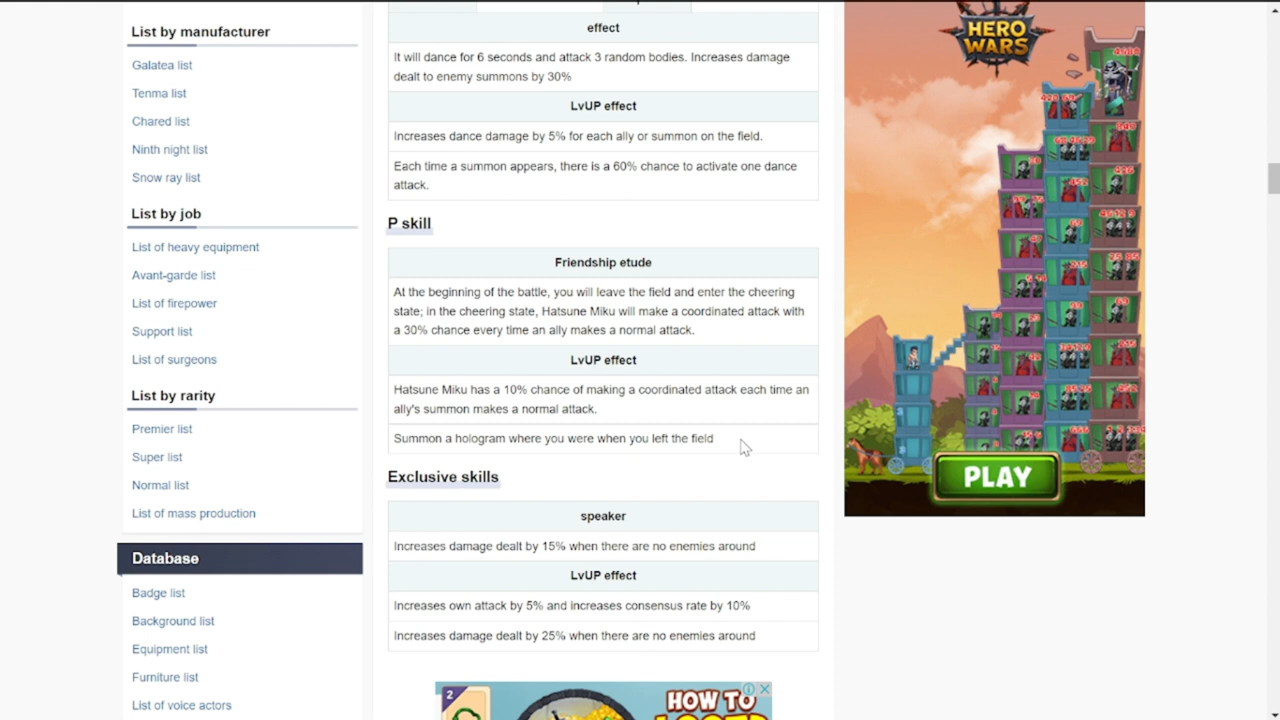 List by manufacturer
Galatea list
Tenma list
Chared list
Ninth night list
Snow ray list
List by job
List of heavy equipment
Avant-garde list
List of firepower
Support list
List of surgeons
List by rarity
Premier list
Super list
Normal list
List of mass production
Database
Badge list
Background list
Equipment list
Furniture list
List of voice actors
effect
It will dance for 6 seconds and attack 3 random bodies. Increases damage
dealt to enemy summons by 30%
LvUP effect
Increases dance damage by 5% for each ally or summon on the field.
Each time a summon appears, there is a 60% chance to activate one dance
attack.
P skill
Friendship etude
At the beginning of the battle, you will leave the field and enter the cheering
state; in the cheering state, Hatsune Miku will make a coordinated attack with
a 30% chance every time an ally makes a normal attack.
LvUP effect
Hatsune Miku has a 10% chance of making a coordinated attack each time an
ally's summon makes a normal attack.
Summon a hologram where you were when you left the field
Exclusive skills
speaker
Increases damage dealt by 15% when there are no enemies around
LvUP effect
Increases own attack by 5% and increases consensus rate by 10%
Increases damage dealt by 25% when there are no enemies around
2
HOW TO
HERO
WARS
PLAY